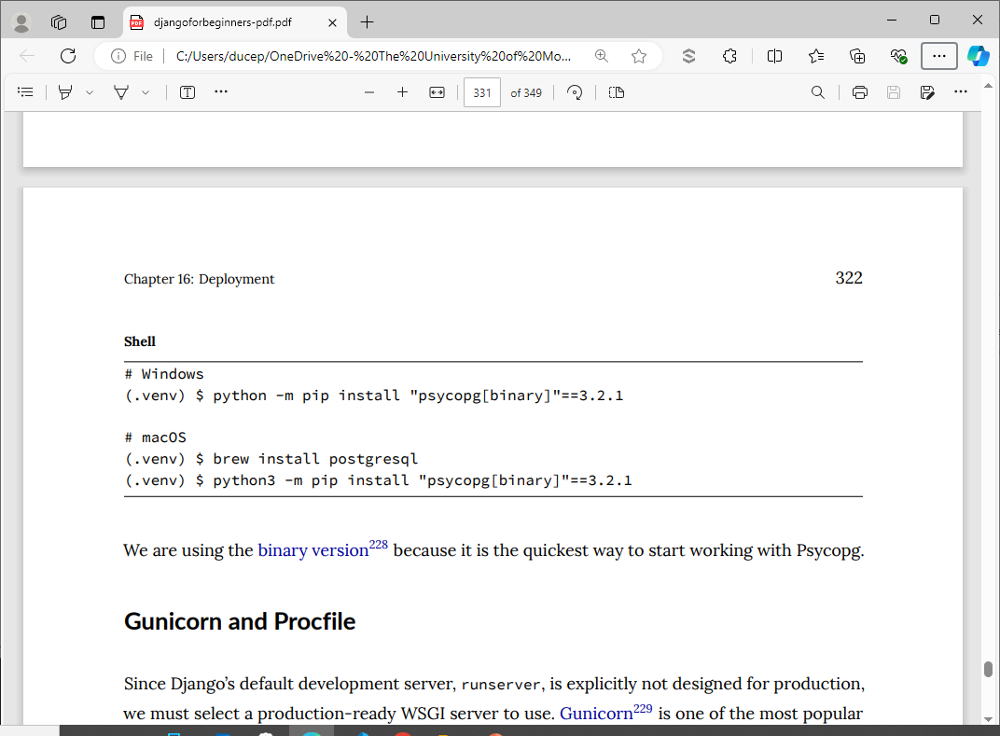 djangoforbeginners-pdf.pdf
File
C:/Users/ducep/OneDrive%20-%20The%20University%20of%20Mo...
331 of 349
Chapter 16: Deployment 322
Shell
# Windows
(.venv) $ python -m pip install "psycopg[binary]"==3.2.1
# macOS
(.venv) $ brew install postgresql
(.venv) $ python3 -m pip install "psycopg[binary]"==3.2.1
We are using the binary version228 because it is the quickest way to start working with Psycopg.
Gunicorn and Procfile
Since Django’s default development server, runserver, is explicitly not designed for production,
we must select a production-ready WSGI server to use. Gunicorn229 is one of the most popular